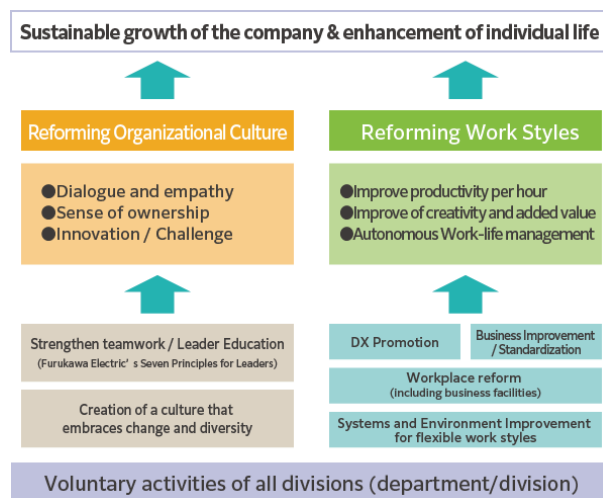 Sustainable growth of the company & enhancement of individual life
Reforming Organizational Culture
●Dialogue and empathy
●Sense of ownership
●Innovation / Challenge
Strengthen teamwork / Leader Education
(Furukawa Electric's Seven Principles for Leaders)
Creation of a culture that
embraces change and diversity
Reforming Work Styles
●Improve productivity per hour
●Improve of creativity and added value
●Autonomous Work-life management
DX Promotion
Business Improvement
/ Standardization
Workplace reform
(including business facilities)
Systems and Environment Improvement
for flexible work styles
Voluntary activities of all divisions (department/division)